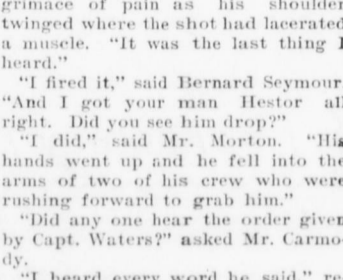 grimace of pain as his shoulder
twinged where the shot had lacerated
a muscle. "It was the last thing I
heard."
"I fired it," said Bernard Seymour.
"And I got your man Hestor all
right. Did you see him drop?"
"I did," said Mr. Morton. "His
hands went up and he fell into the
arms of two of his crew who were
rushing forward to grab him."
"Did any one hear the order given
by Capt. Waters?" asked Mr. Carmo-
dy.
"I heard every word he said," re-